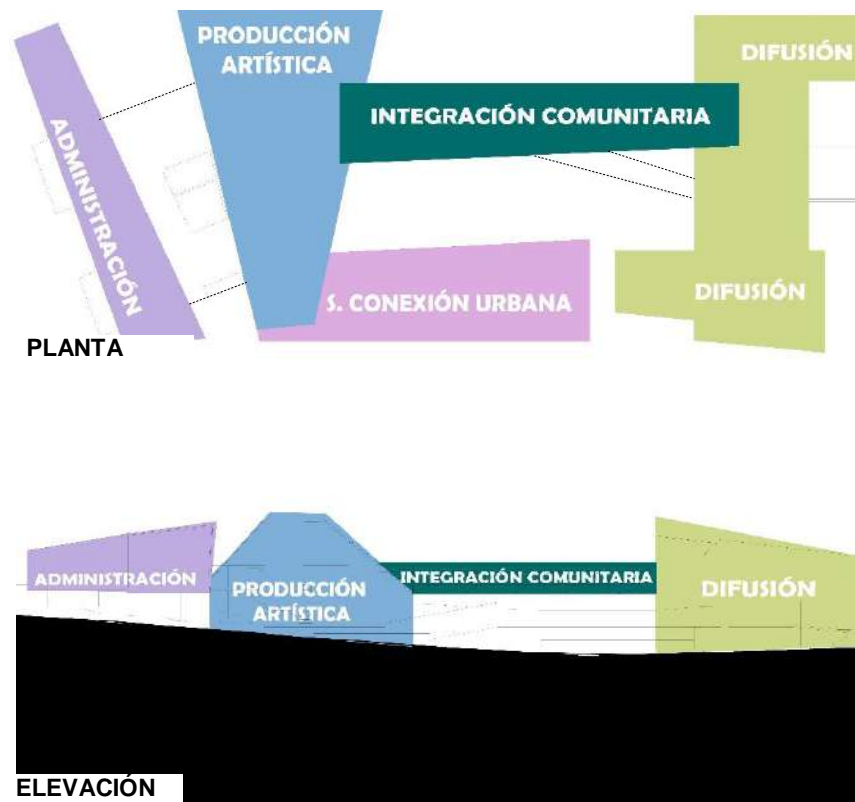 PRODUCCIÓN
ARTÍSTICA
DIFUSIÓN
INTEGRACIÓN COMUNITARIA
ADMINISTRACIÓN
DIFUSIÓN
S. CONEXIÓN URBANA
PLANTA
ADMINISTRACIÓN
PRODUCCIÓN
ARTÍSTICA
INTEGRACIÓN COMUNITARIA
DIFUSIÓN
ELEVACIÓN